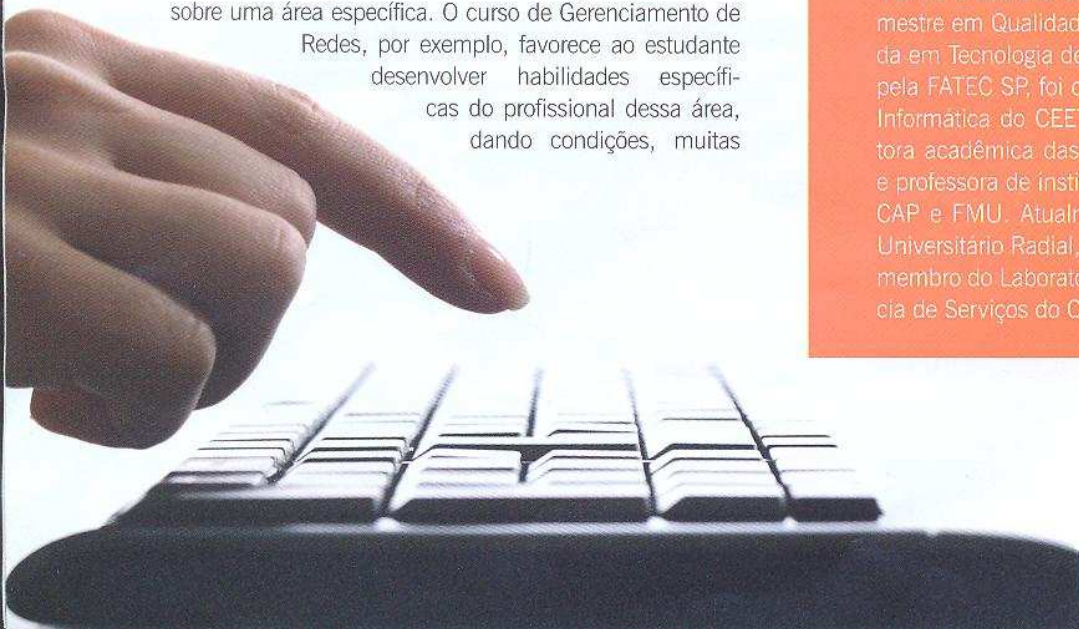 sobre uma área específica. O curso de Gerenciamento de
Redes, por exemplo, favorece ao estudante
desenvolver habilidades específi-
cas do profissional dessa área,
dando condições, muitas
mestre em Qualidad
da em Tecnologia de
pela FATEC SP, foi c
Informática do CEET
tora acadêmica das
e professora de insti
CAP e FMU. Atualm
Universitário Radial,
membro do Laborato
cia de Serviços do C